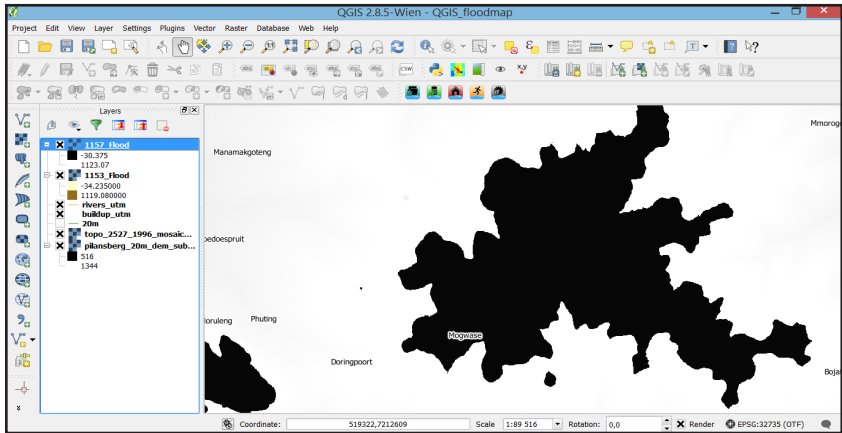 QGIS 2.8.5-Wien - QGIS_floodmap
Project Edit View Layer Settings Plugins Vector Raster Database Web Help
CSW x,y
Layers
1157_Flood
-30.375
1123.07
1153_Flood
-34.235000
1119.080000
rivers_utm
buildup_utm
20m
topo_2527_1996_mosaic...
pilansberg_20m_dem_sub...
516
1344
Mmorog
Manamakgoteng
oedoespruit
Phuting
Mogwase
Doringpoort
Bojat
Coordinate: 519322,7212609 Scale 1:89 516 Rotation: 0,0 Render EPSG:32735 (OTF)